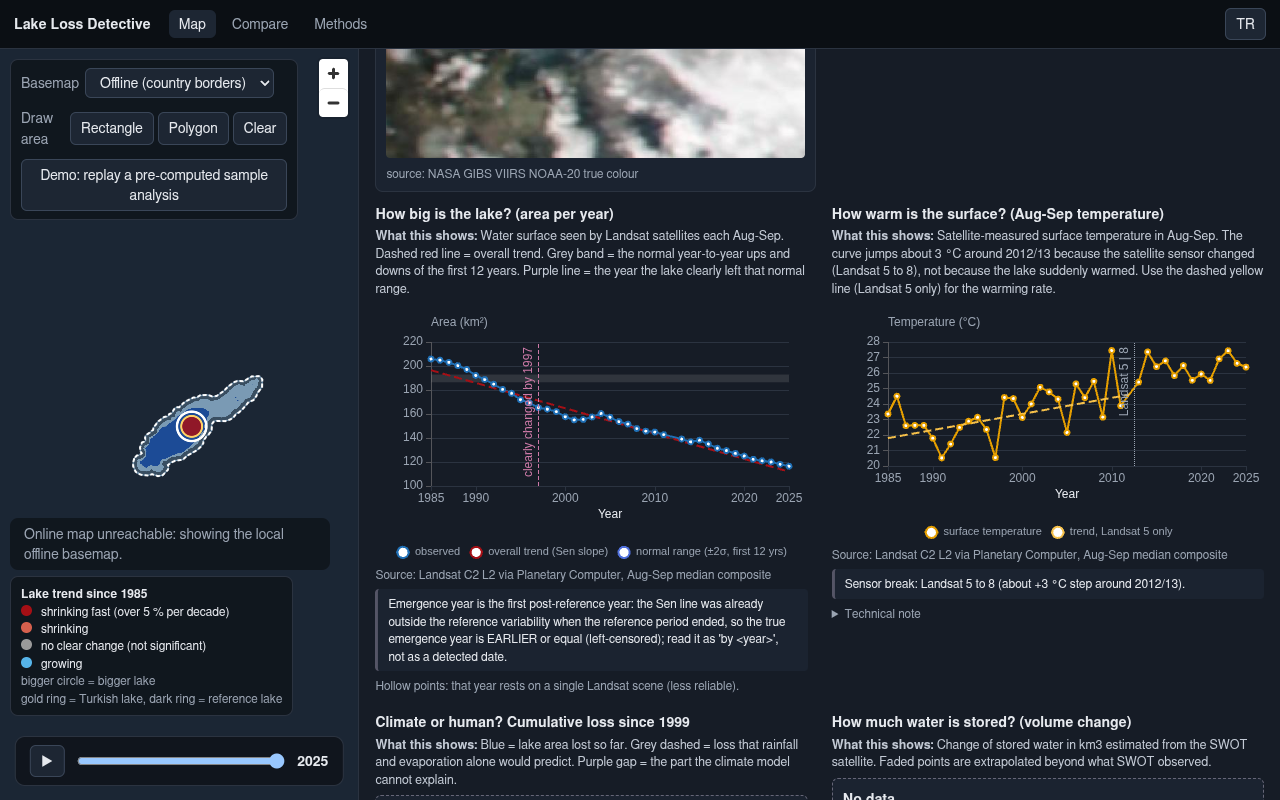 Lake Loss Detective
Map
Compare
Methods
TR
Basemap
Offline (country borders)
Draw area
Rectangle
Polygon
Clear
Demo: replay a pre-computed sample
analysis
+
−
Online map unreachable: showing the local
offline basemap.
Lake trend since 1985
shrinking fast (over 5 % per decade)
shrinking
no clear change (not significant)
growing
bigger circle = bigger lake
gold ring = Turkish lake, dark ring = reference lake
2025
source: NASA GIBS VIIRS NOAA-20 true colour
How big is the lake? (area per year)
What this shows: Water surface seen by Landsat satellites each Aug-Sep.
Dashed red line = overall trend. Grey band = the normal year-to-year ups and
downs of the first 12 years. Purple line = the year the lake clearly left that normal
range.
Area (km²)
220
200
180
160
140
120
100
clearly changed by 1997
1985
1990
2000
2010
2020
2025
Year
observed
overall trend (Sen slope)
normal range (±2σ, first 12 yrs)
Source: Landsat C2 L2 via Planetary Computer, Aug-Sep median composite
Emergence year is the first post-reference year: the Sen line was already
outside the reference variability when the reference period ended, so the true
emergence year is EARLIER or equal (left-censored); read it as 'by <year>',
not as a detected date.
Hollow points: that year rests on a single Landsat scene (less reliable).
How warm is the surface? (Aug-Sep temperature)
What this shows: Satellite-measured surface temperature in Aug-Sep. The
curve jumps about 3 °C around 2012/13 because the satellite sensor changed
(Landsat 5 to 8), not because the lake suddenly warmed. Use the dashed yellow
line (Landsat 5 only) for the warming rate.
Temperature (°C)
28
27
26
25
24
23
22
21
20
Landsat 5 | 8
1985
1990
2000
2010
2020
2025
Year
surface temperature
trend, Landsat 5 only
Source: Landsat C2 L2 via Planetary Computer, Aug-Sep median composite
Sensor break: Landsat 5 to 8 (about +3 °C step around 2012/13).
Technical note
Climate or human? Cumulative loss since 1999
What this shows: Blue = lake area lost so far. Grey dashed = loss that rainfall
and evaporation alone would predict. Purple gap = the part the climate model
cannot explain.
How much water is stored? (volume change)
What this shows: Change of stored water in km3 estimated from the SWOT
satellite. Faded points are extrapolated beyond what SWOT observed.
No data